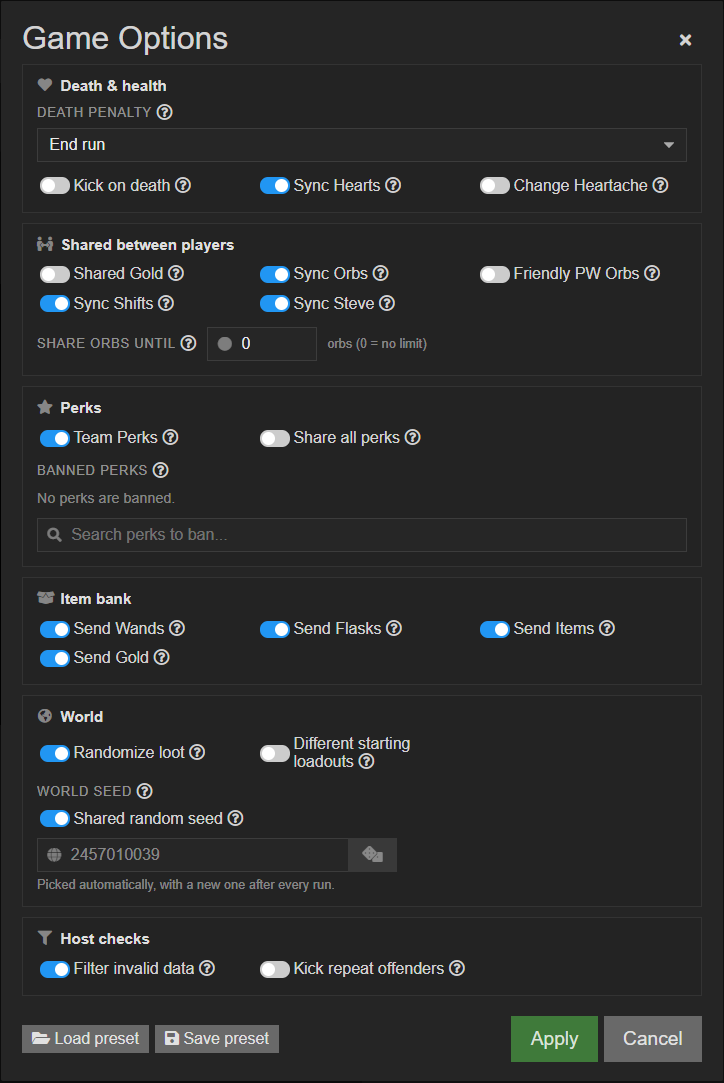 Game Options
Death & health
DEATH PENALTY
End run
Kick on death
Sync Hearts
Change Heartache
Shared between players
Shared Gold
Sync Orbs
Friendly PW Orbs
Sync Shifts
Sync Steve
SHARE ORBS UNTIL
0
orbs (0 = no limit)
Perks
Team Perks
Share all perks
BANNED PERKS
No perks are banned.
Search perks to ban...
Item bank
Send Wands
Send Flasks
Send Items
Send Gold
World
Randomize loot
Different starting
loadouts
WORLD SEED
Shared random seed
2457010039
Picked automatically, with a new one after every run.
Host checks
Filter invalid data
Kick repeat offenders
Load preset
Save preset
Apply
Cancel